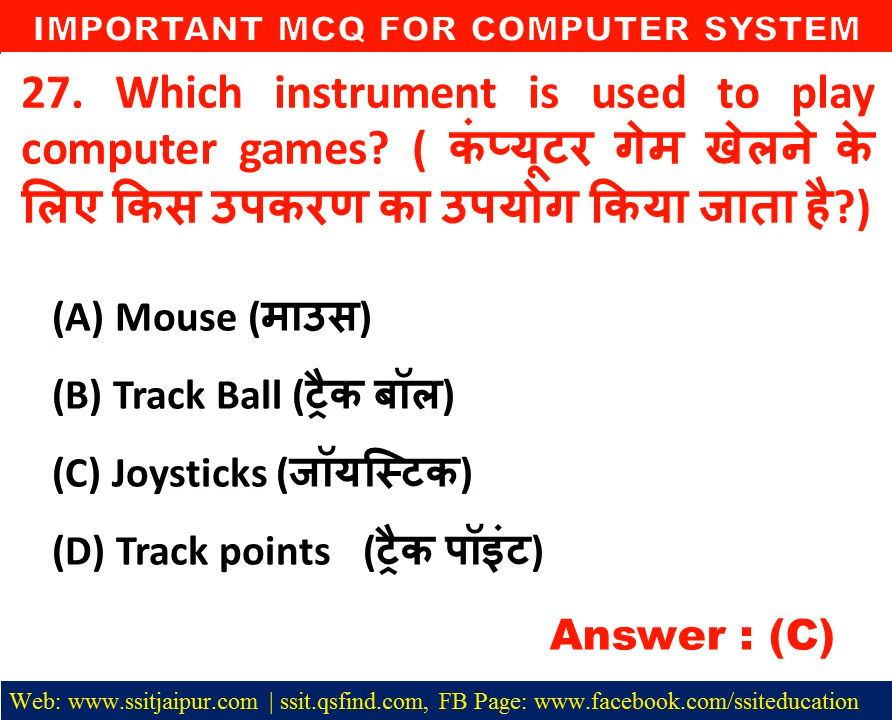 IMPORTANT MCQ FOR COMPUTER SYSTEM
27. Which instrument is used to play
computer games? ( कंप्यूटर गेम खेलने के
लिए किस उपकरण का उपयोग किया जाता है?)
(A) Mouse (माउस)
(B) Track Ball (ट्रैक बॉल)
(C) Joysticks (जॉयस्टिक)
(D) Track points (ट्रैक पॉइंट)
Answer : (C)
Web: www.ssitjaipur.com | ssit.qsfind.com, FB Page: www.facebook.com/ssiteducation